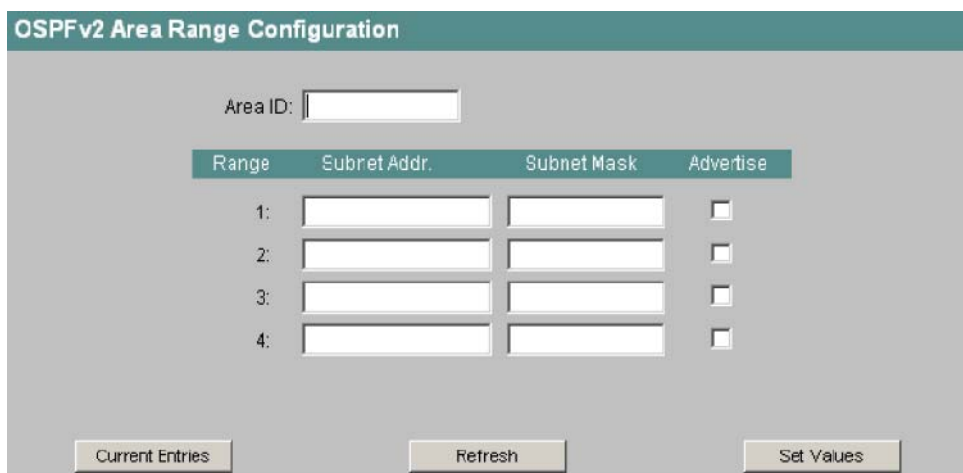 OSPFv2 Area Range Configuration
Area ID:
Range Subnet Addr. Subnet Mask Advertise
1:
2:
3:
4:
Current Entries Refresh Set Values